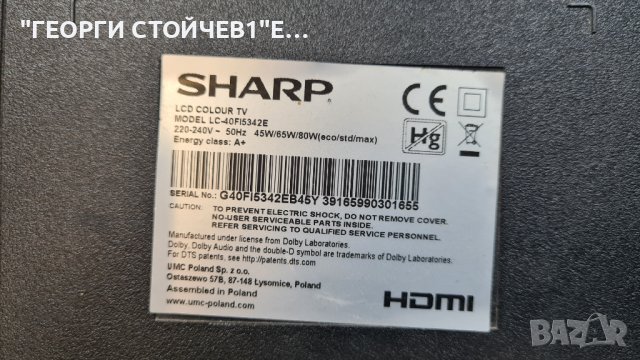 "ГЕОРГИ СТОЙЧЕВ1"Е...
SHARP
LCD COLOUR TV
MODEL LC-40FI5342E
220-240V ~ 50Hz 45W/65W/80W(eco/std/max)
Energy class: A+
CE
Hg
SERIAL No.: G40FI5342EB45Y 39165990301655
CAUTION: TO PREVENT ELECTRIC SHOCK, DO NOT REMOVE COVER.
NO-USER SERVICEABLE PARTS INSIDE.
REFER SERVICING TO QUALIFIED SERVICE PERSONNEL.
Manufactured under license from Dolby Laboratories.
Dolby, Dolby Audio and the double-D symbol are trademarks of Dolby Laboratories.
For DTS patents, see http://patents.dts.com
UMC Poland Sp. z o.o.
Ostaszewo 57B, 87-148 Łysomice, Poland
Assembled in Poland
www.umc-poland.com
HDMI
BAZAR